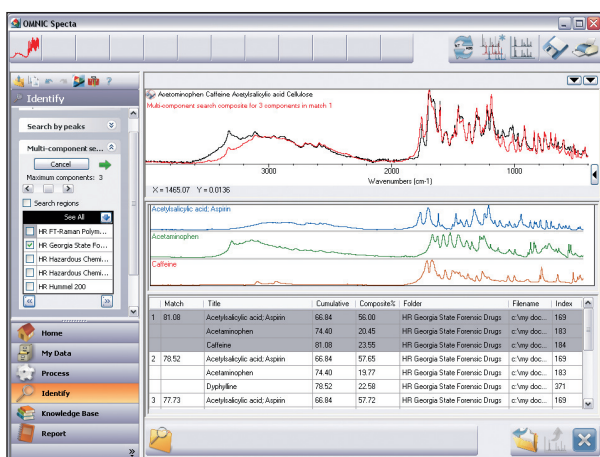 OMNIC Specta
Identify
Search by peaks
Multi-component se...
Cancel
Maximum components: 3
Search regions
See All
HR FT-Raman Polym...
HR Georgia State Fo...
HR Hazardous Chemi...
HR Hazardous Chemi...
HR Hummel 200
Home
My Data
Process
Identify
Knowledge Base
Report
Acetominophen Caffeine Acetylsalicylic acid Cellulose
Multi-component search composite for 3 components in match 1
3000 2000 1000
Wavenumbers (cm-1)
X = 1465.07 Y = 0.0136
Acetylsalicylic acid; Aspirin
Acetaminophen
Caffeine
Match Title Cumulative Composite% Folder Filename Index
1 81.08 Acetylsalicylic acid; Aspirin 66.84 56.00 HR Georgia State Forensic Drugs c:\my doc... 169
Acetaminophen 74.40 20.45 HR Georgia State Forensic Drugs c:\my doc... 183
Caffeine 81.08 23.55 HR Georgia State Forensic Drugs c:\my doc... 184
2 78.52 Acetylsalicylic acid; Aspirin 66.84 57.65 HR Georgia State Forensic Drugs c:\my doc... 169
Acetaminophen 74.40 19.77 HR Georgia State Forensic Drugs c:\my doc... 183
Dyphylline 78.52 22.58 HR Georgia State Forensic Drugs c:\my doc... 371
3 77.73 Acetylsalicylic acid; Aspirin 66.84 57.72 HR Georgia State Forensic Drugs c:\my doc... 169